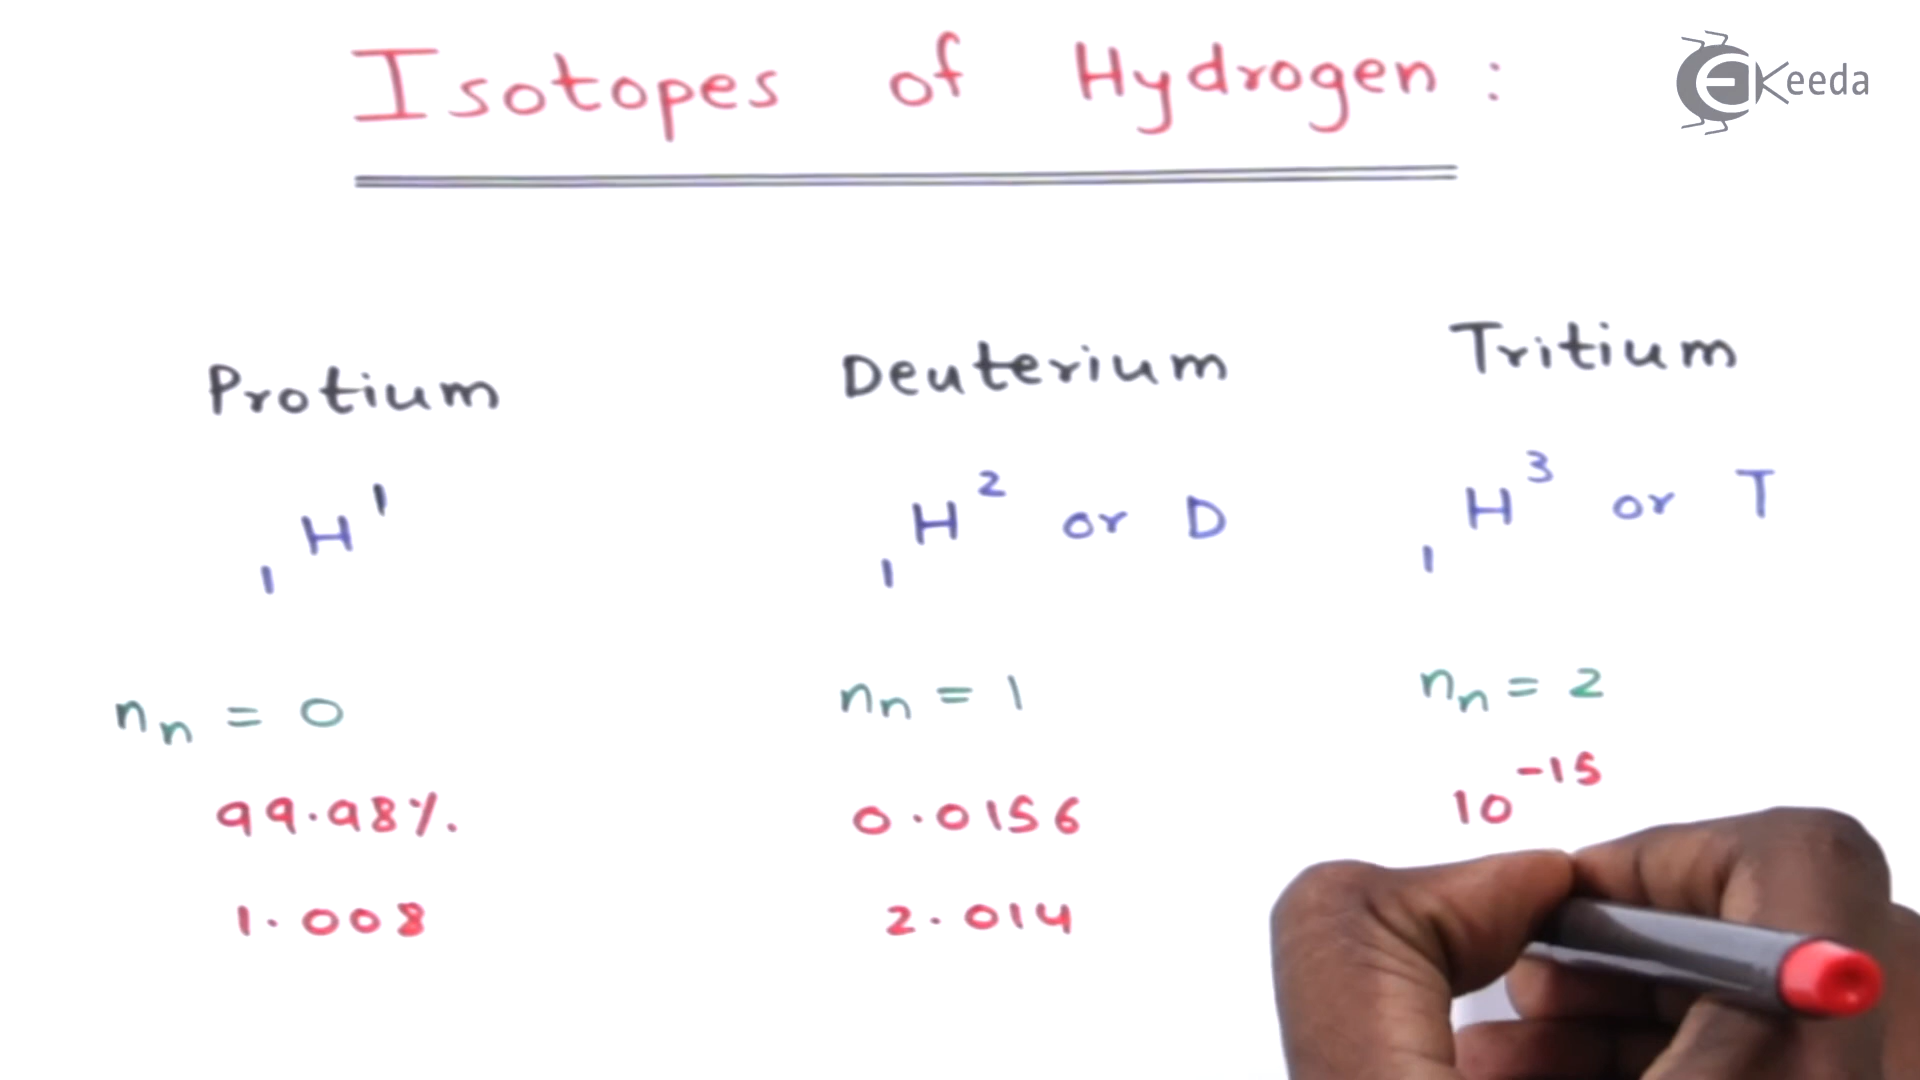 Isotopes of Hydrogen :
EKeeda
Protium Deuterium Tritium
₁H¹ ₁H² or D ₁H³ or T
nₙ = 0 nₙ = 1 nₙ = 2
99.98%. 0.0156 10⁻¹⁵
1.008 2.014